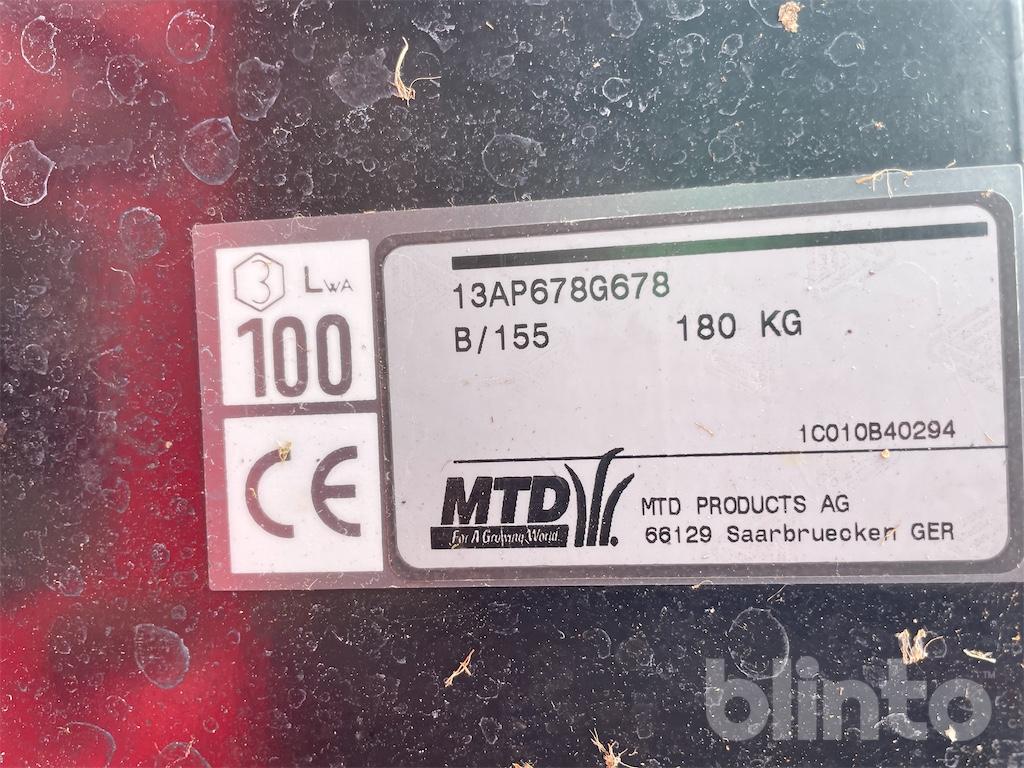 3 LWA
100
CE
13AP678G678
B/155 180 KG
1C010B40294
MTD
For A Growing World.
MTD PRODUCTS AG
66129 Saarbruecken GER
blinto™